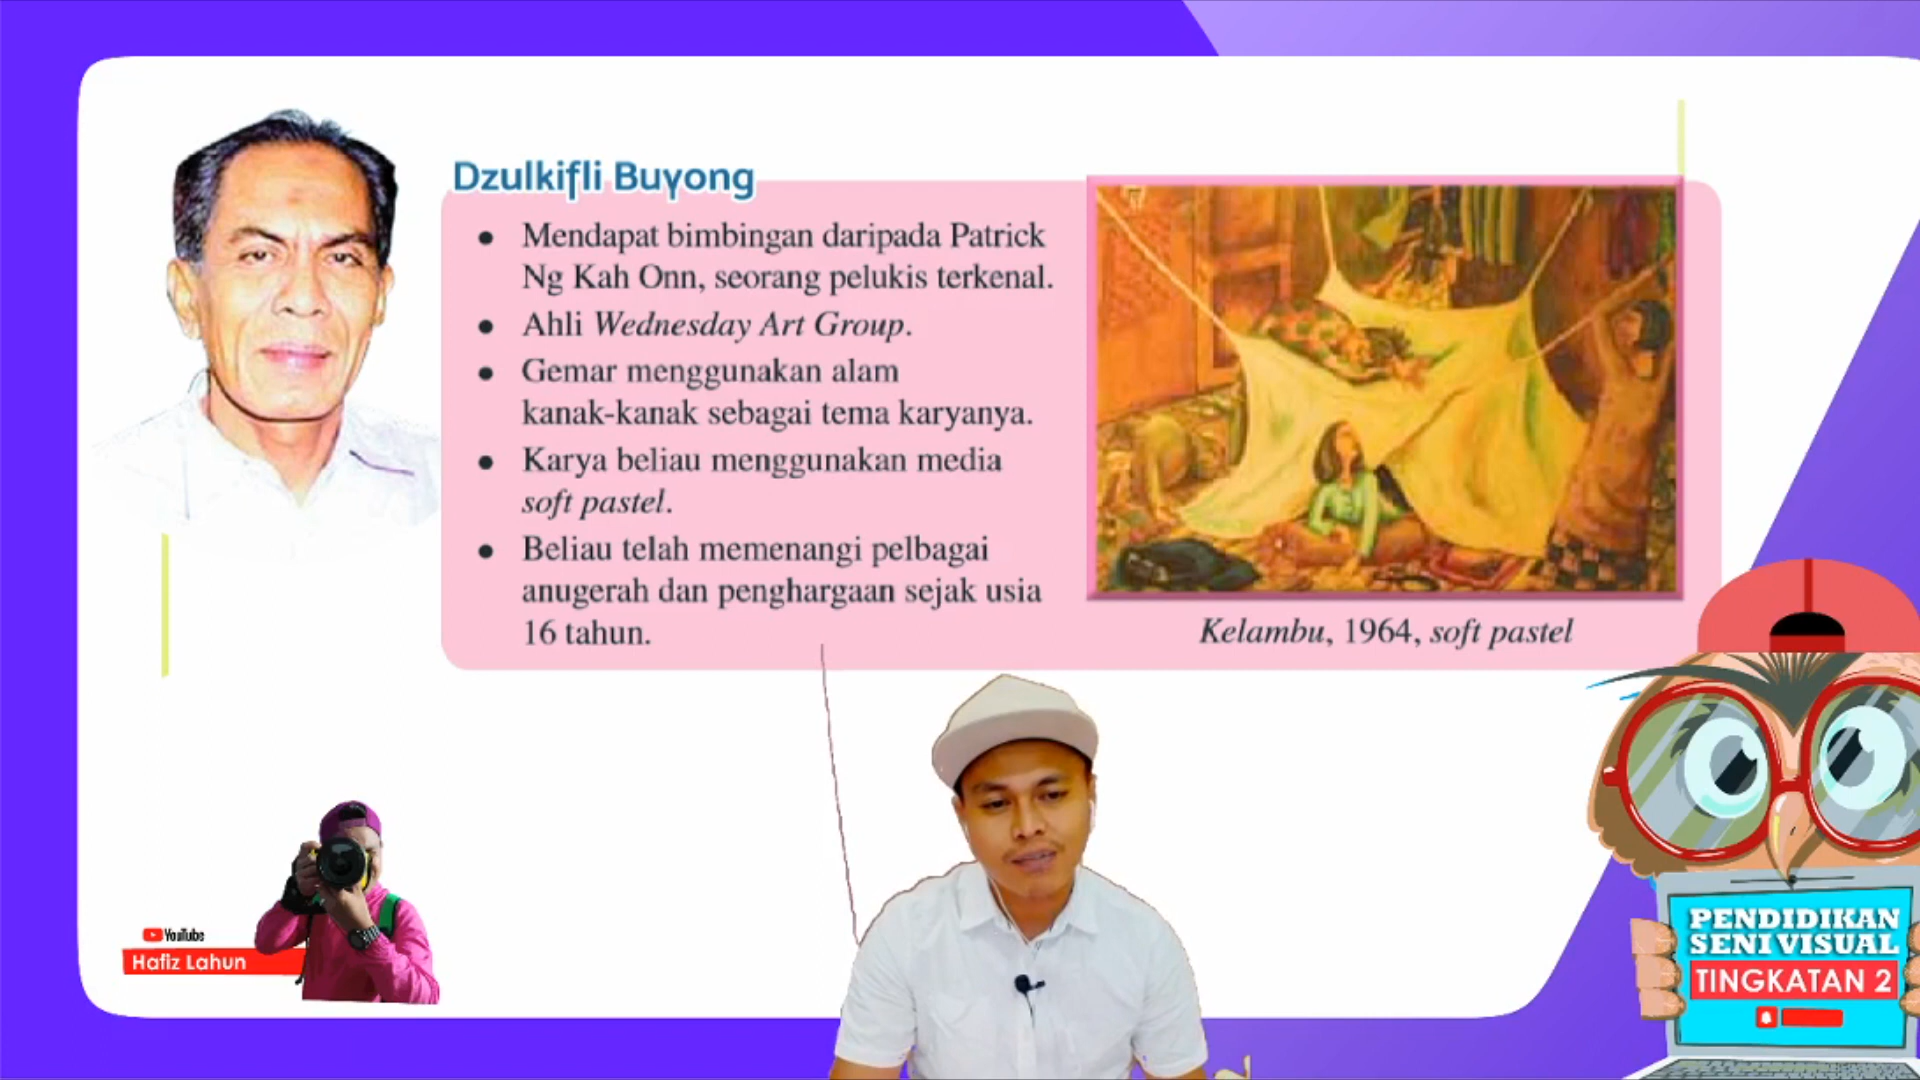 Dzulkifli Buyong
● Mendapat bimbingan daripada Patrick
Ng Kah Onn, seorang pelukis terkenal.
● Ahli Wednesday Art Group.
● Gemar menggunakan alam
kanak-kanak sebagai tema karyanya.
● Karya beliau menggunakan media
soft pastel.
● Beliau telah memenangi pelbagai
anugerah dan penghargaan sejak usia
16 tahun.
Kelambu, 1964, soft pastel
YouTube
Hafiz Lahun
PENDIDIKAN
SENI VISUAL
TINGKATAN 2